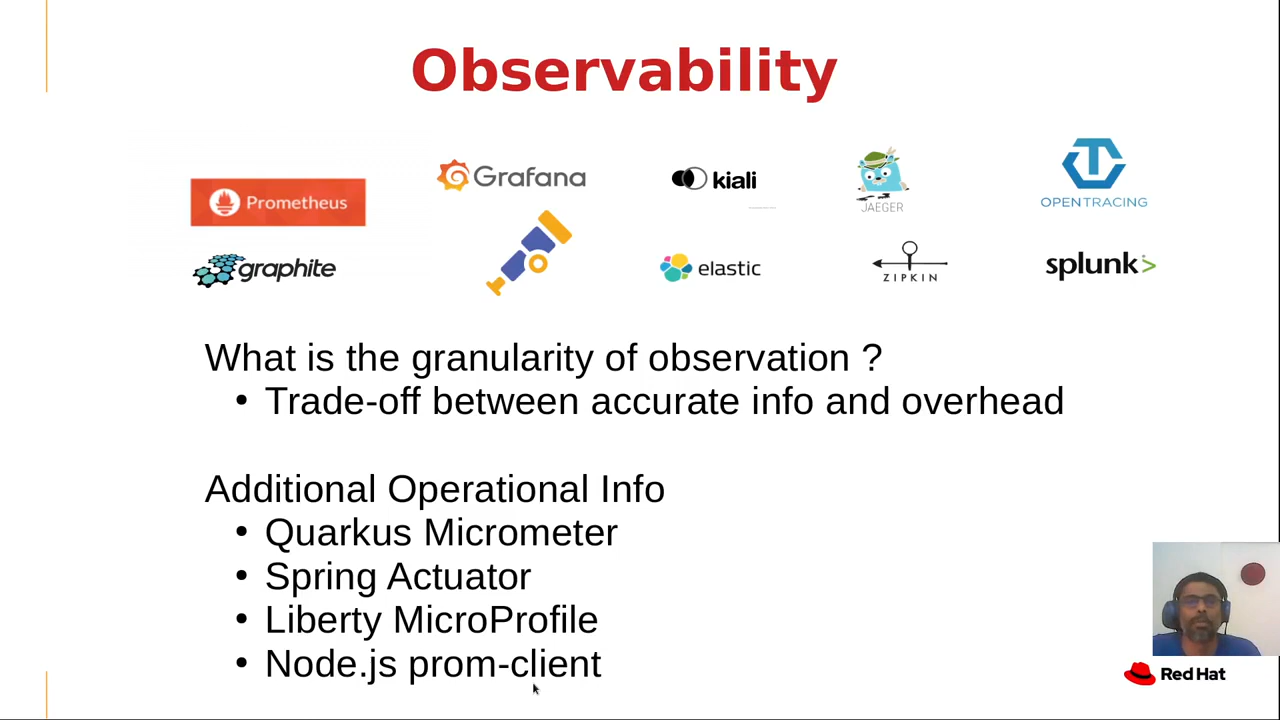 Observability
Prometheus
Grafana
kiali
JAEGER
OPENTRACING
graphite
elastic
ZIPKIN
splunk>
What is the granularity of observation ?
• Trade-off between accurate info and overhead
Additional Operational Info
• Quarkus Micrometer
• Spring Actuator
• Liberty MicroProfile
• Node.js prom-client
Red Hat